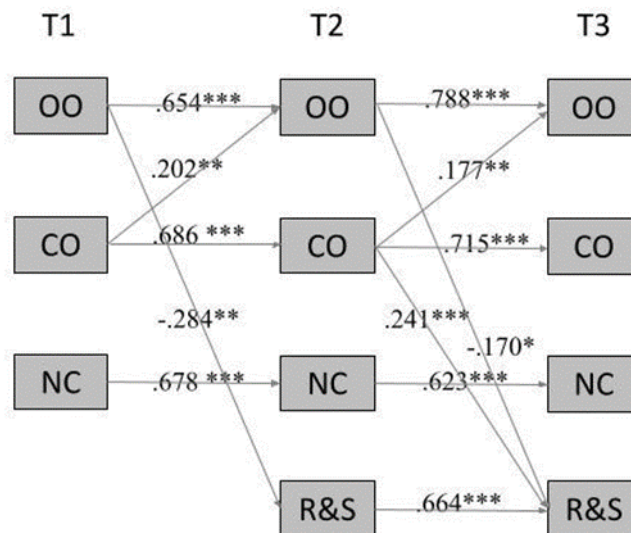 T1 T2 T3
OO .654*** OO .788*** OO
.202** .177**
CO .686 *** CO .715*** CO
-.284** .241*** -.170*
NC .678 *** NC .623*** NC
R&S .664*** R&S